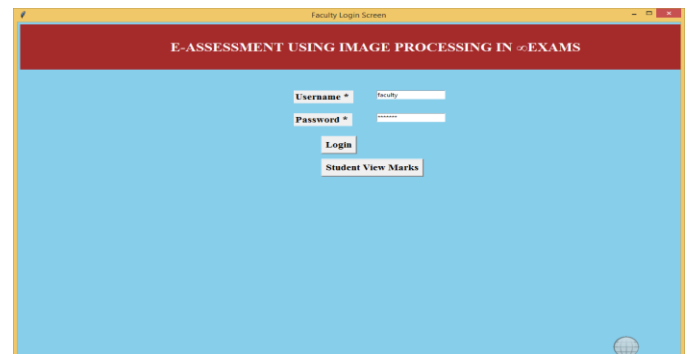 Faculty Login Screen
E-ASSESSMENT USING IMAGE PROCESSING IN ∞EXAMS
Username * faculty
Password * *******
Login
Student View Marks